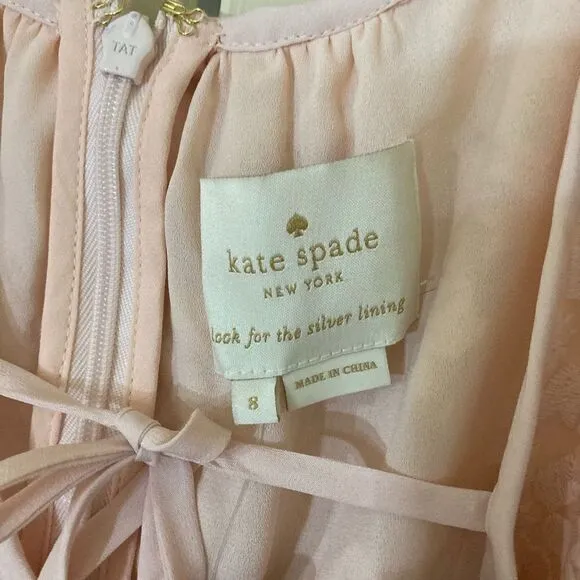 TAT
kate spade
NEW YORK
look for the silver lining
8
MADE IN CHINA